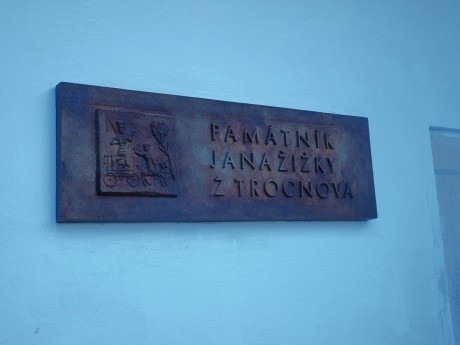 PAMÁTNÍK
JANA ŽIŽKY
Z TROCNOVA